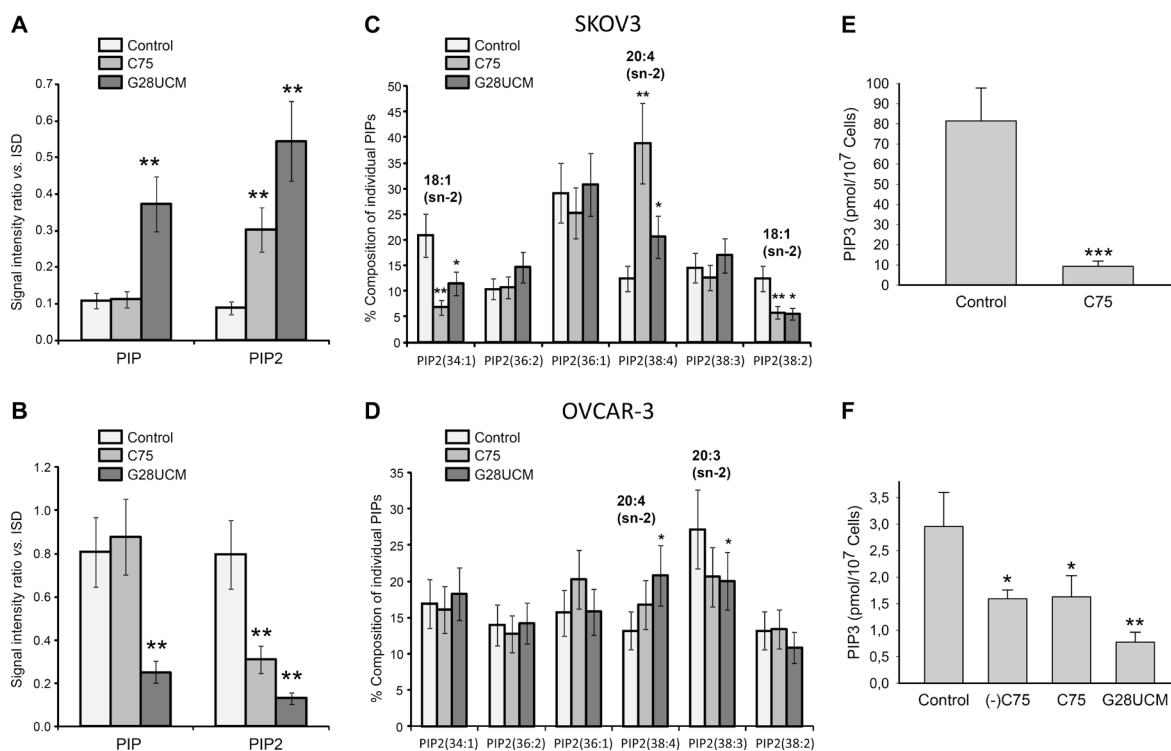 A
Control
C75
G28UCM
Signal intensity ratio vs. ISD
0.7
0.6
0.5
0.4
0.3
0.2
0.1
0.0
**
**
**
PIP
PIP2
C
SKOV3
Control
C75
G28UCM
% Composition of individual PIPs
50
45
40
35
30
25
20
15
10
5
0
18:1
(sn-2)
**
*
20:4
(sn-2)
**
*
18:1
(sn-2)
**
*
PIP2(34:1)
PIP2(36:2)
PIP2(36:1)
PIP2(38:4)
PIP2(38:3)
PIP2(38:2)
E
PIP3 (pmol/10⁷ Cells)
100
90
80
70
60
50
40
30
20
10
0
***
Control
C75
B
Control
C75
G28UCM
Signal intensity ratio vs. ISD
1.2
1.0
0.8
0.6
0.4
0.2
0.0
**
**
**
PIP
PIP2
D
OVCAR-3
Control
C75
G28UCM
% Composition of individual PIPs
35
30
25
20
15
10
5
0
20:4
(sn-2)
*
20:3
(sn-2)
*
PIP2(34:1)
PIP2(36:2)
PIP2(36:1)
PIP2(38:4)
PIP2(38:3)
PIP2(38:2)
F
PIP3 (pmol/10⁷ Cells)
3,5
3,0
2,5
2,0
1,5
1,0
0,5
0,0
*
*
**
Control
(-)C75
C75
G28UCM